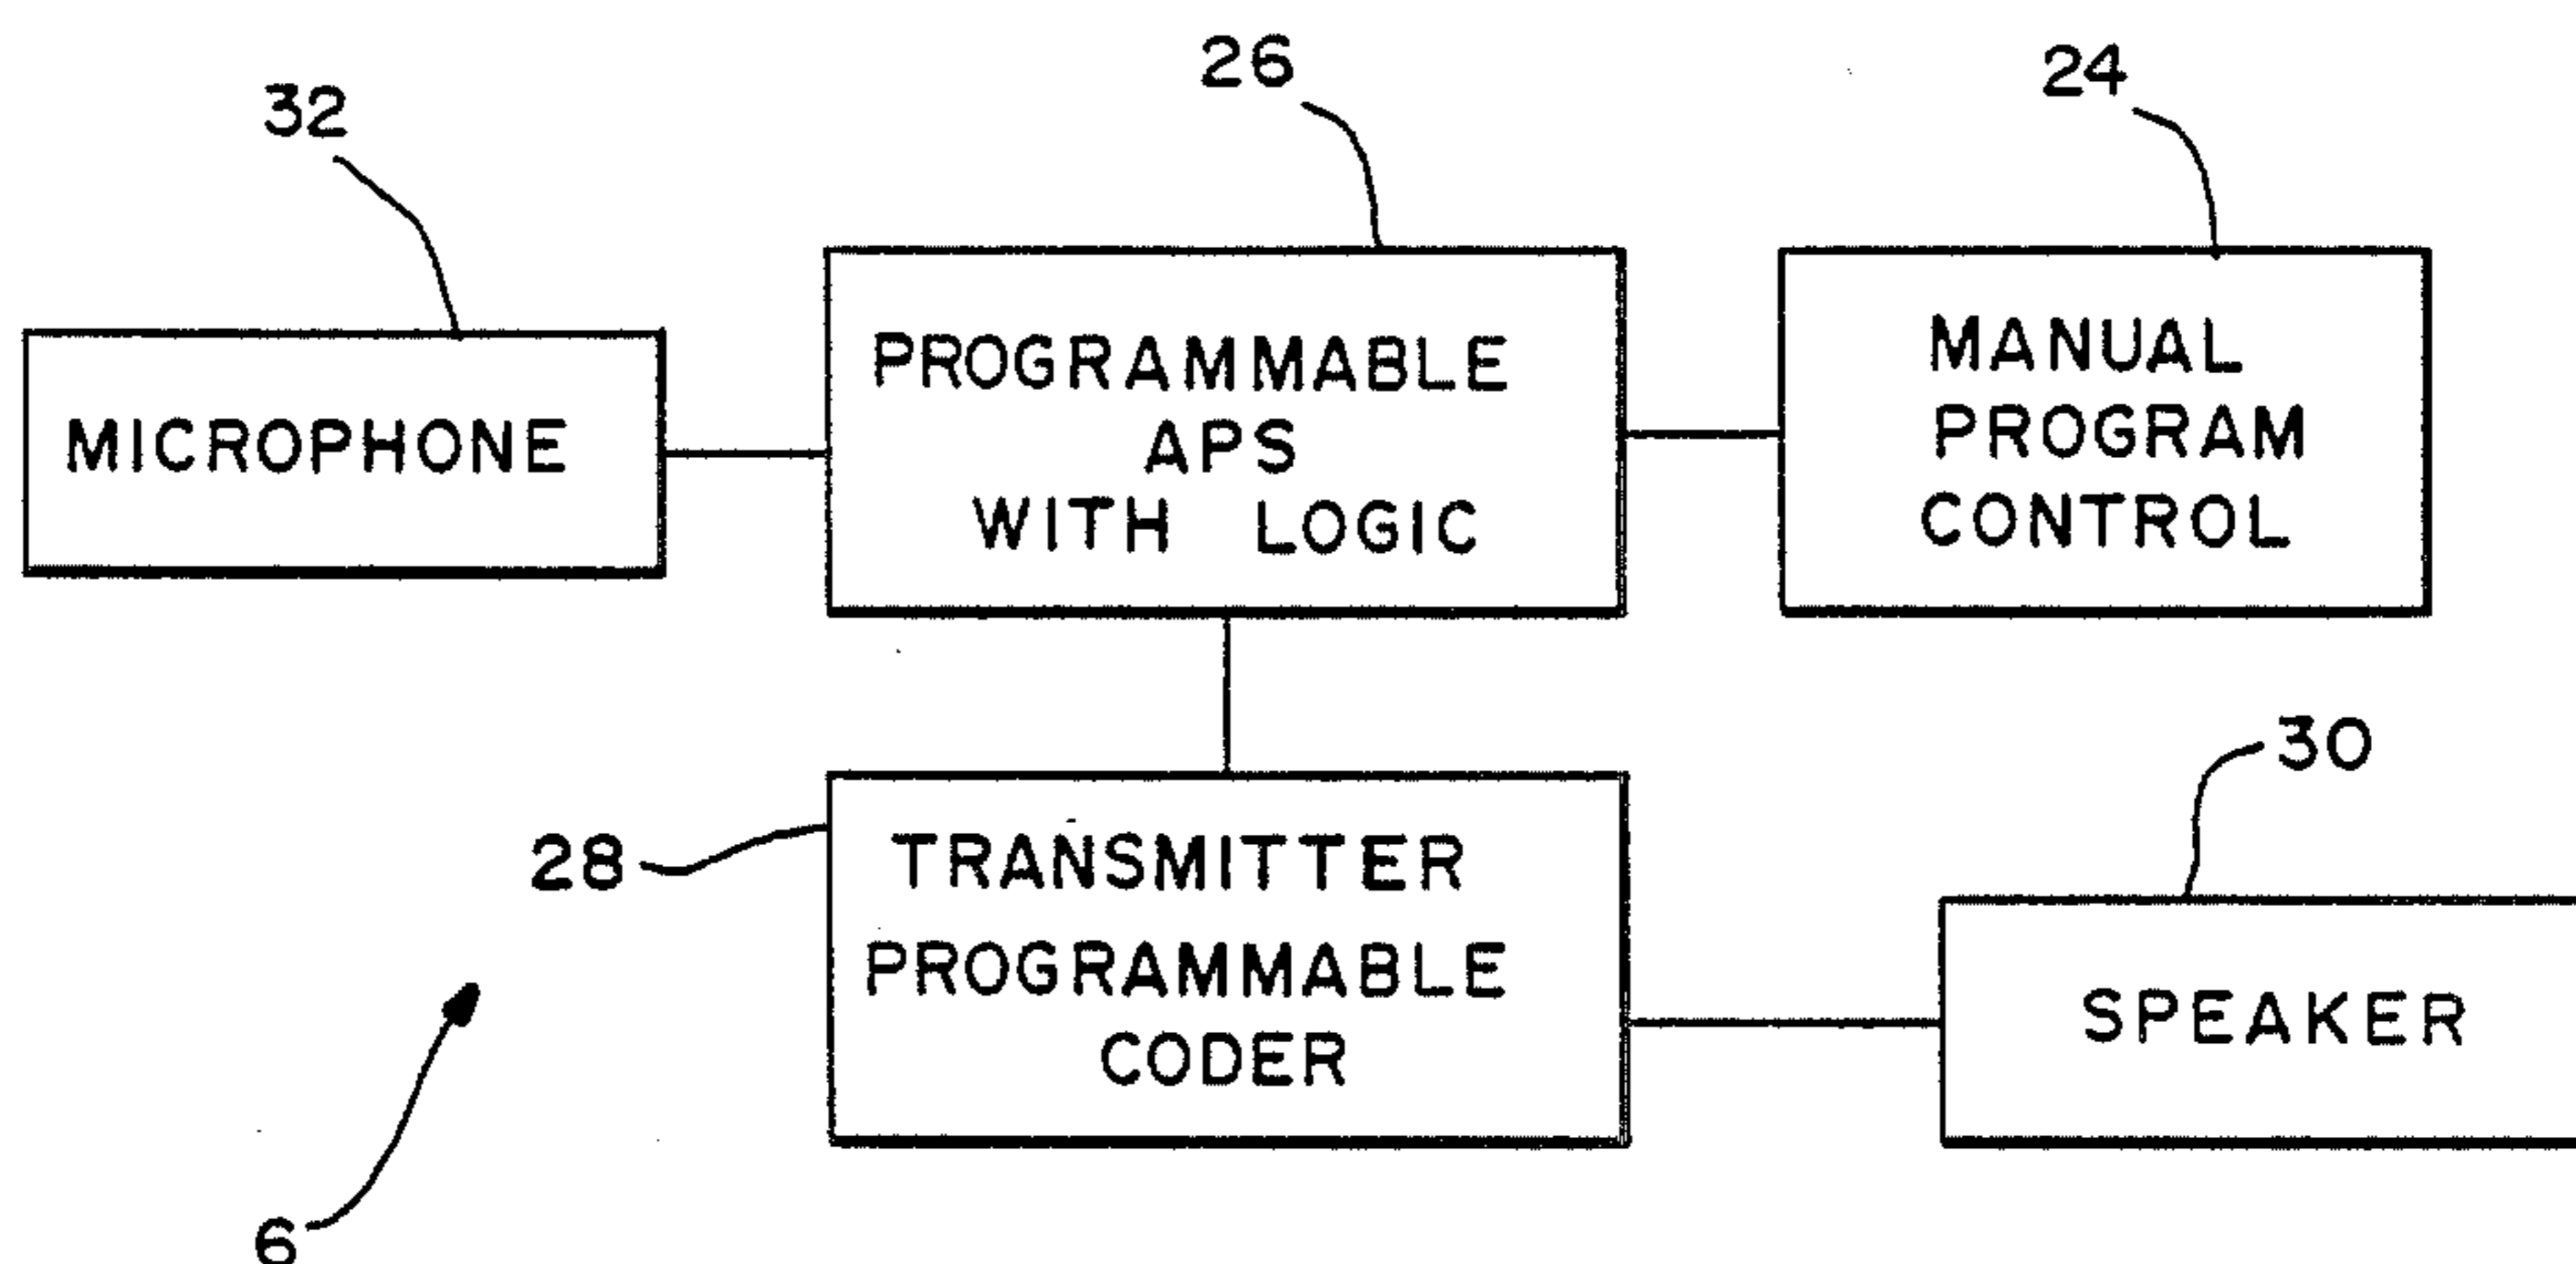 26
24
32
PROGRAMMABLE
APS
WITH LOGIC
MANUAL
PROGRAM
CONTROL
MICROPHONE
30
28
TRANSMITTER
PROGRAMMABLE
CODER
SPEAKER
6